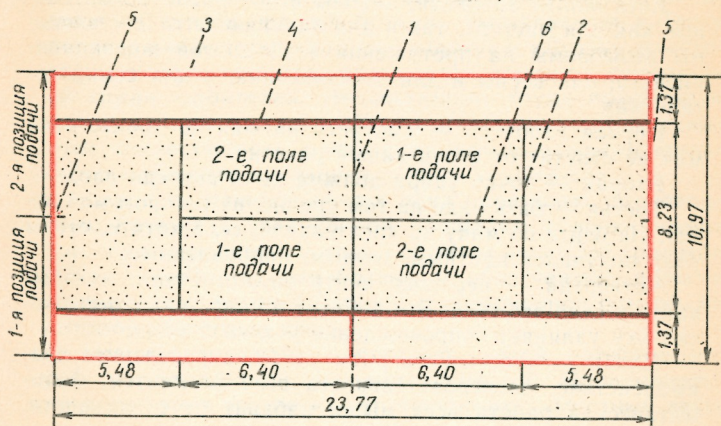 5 3 4 1 6 2 5
2-я позиция
подачи
1-я позиция
подачи
2-е поле
подачи
1-е поле
подачи
1-е поле
подачи
2-е поле
подачи
1,37
8,23
10,97
1,37
5,48 6,40 6,40 5,48
23,77